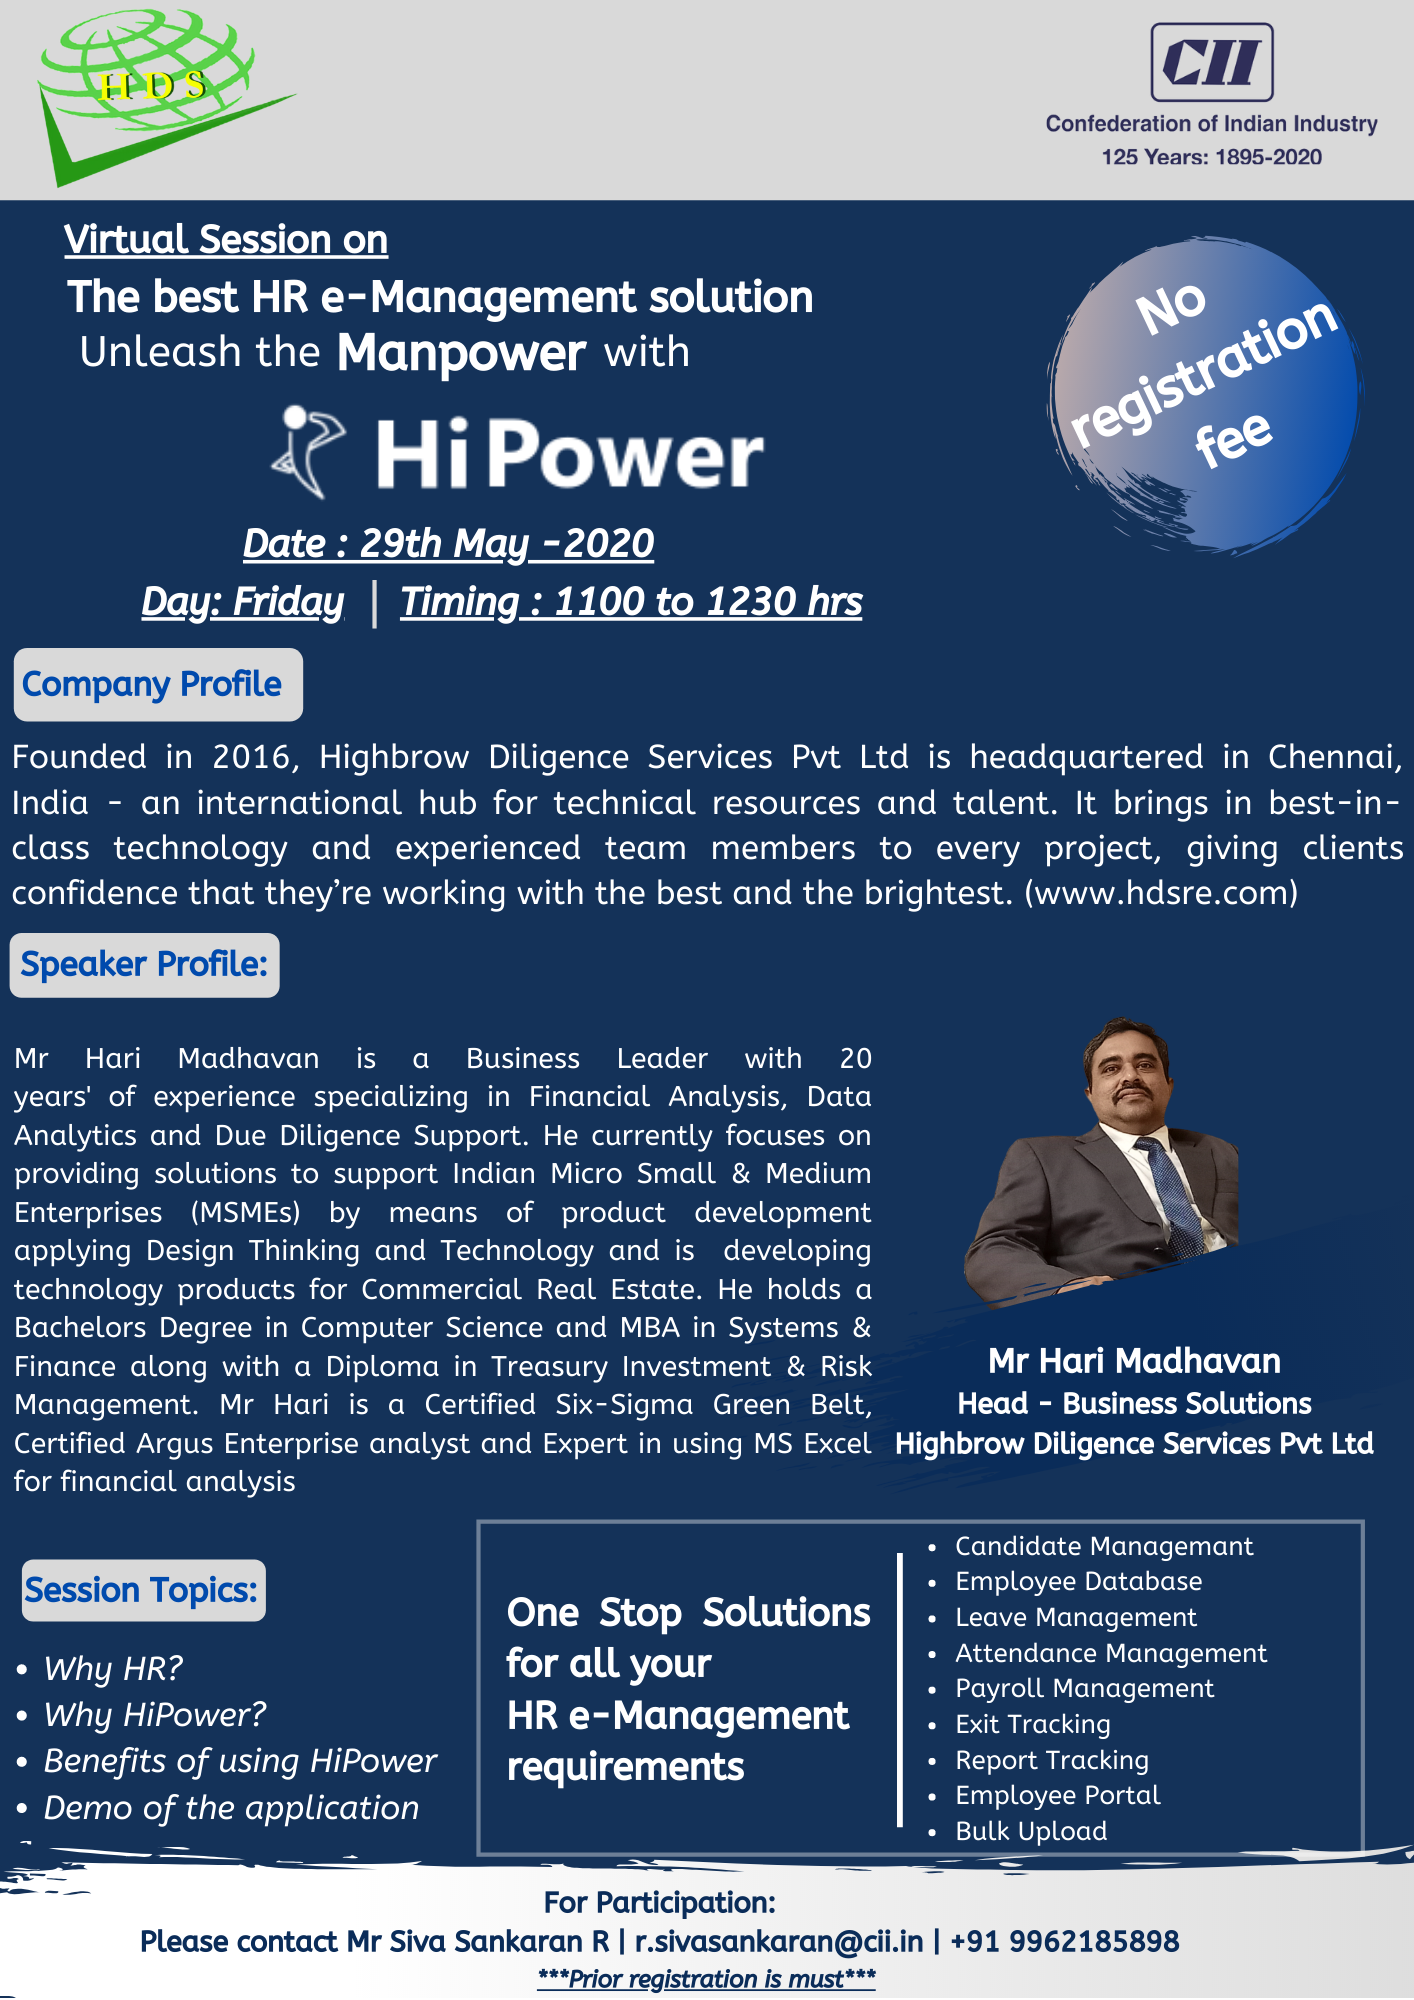 HDS
CII
Confederation of Indian Industry
125 Years: 1895-2020
Virtual Session on
The best HR e-Management solution
Unleash the Manpower with
HiPower
No
registration
fee
Date : 29th May -2020
Day: Friday | Timing : 1100 to 1230 hrs
Company Profile
Founded in 2016, Highbrow Diligence Services Pvt Ltd is headquartered in Chennai,
India - an international hub for technical resources and talent. It brings in best-in-
class technology and experienced team members to every project, giving clients
confidence that they’re working with the best and the brightest. (www.hdsre.com)
Speaker Profile:
Mr Hari Madhavan is a Business Leader with 20
years' of experience specializing in Financial Analysis, Data
Analytics and Due Diligence Support. He currently focuses on
providing solutions to support Indian Micro Small & Medium
Enterprises (MSMEs) by means of product development
applying Design Thinking and Technology and is developing
technology products for Commercial Real Estate. He holds a
Bachelors Degree in Computer Science and MBA in Systems &
Finance along with a Diploma in Treasury Investment & Risk
Management. Mr Hari is a Certified Six-Sigma Green Belt,
Certified Argus Enterprise analyst and Expert in using MS Excel
for financial analysis
Mr Hari Madhavan
Head - Business Solutions
Highbrow Diligence Services Pvt Ltd
Session Topics:
• Why HR?
• Why HiPower?
• Benefits of using HiPower
• Demo of the application
One Stop Solutions
for all your
HR e-Management
requirements
• Candidate Managemant
• Employee Database
• Leave Management
• Attendance Management
• Payroll Management
• Exit Tracking
• Report Tracking
• Employee Portal
• Bulk Upload
For Participation:
Please contact Mr Siva Sankaran R | r.sivasankaran@cii.in | +91 9962185898
***Prior registration is must***